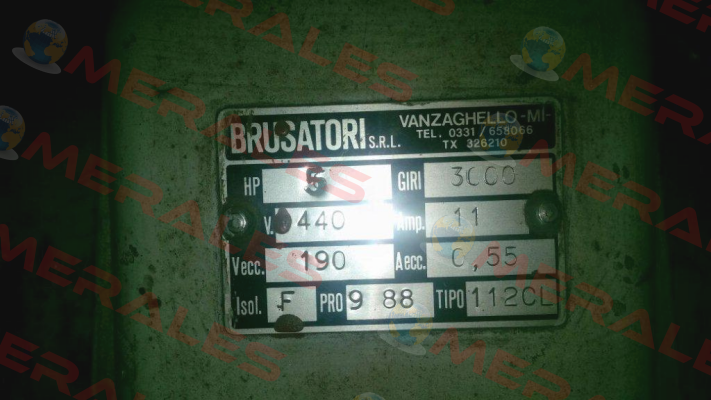 MERALES
BRUSATORI S.R.L.
VANZAGHELLO -MI-
TEL. 0331/658066
TX 326210
HP GIRI 3000
V. 440 Amp. 11
Vecc. 190 Aecc. 0,55
Isol. F PRO 9 88 TIPO 112CL